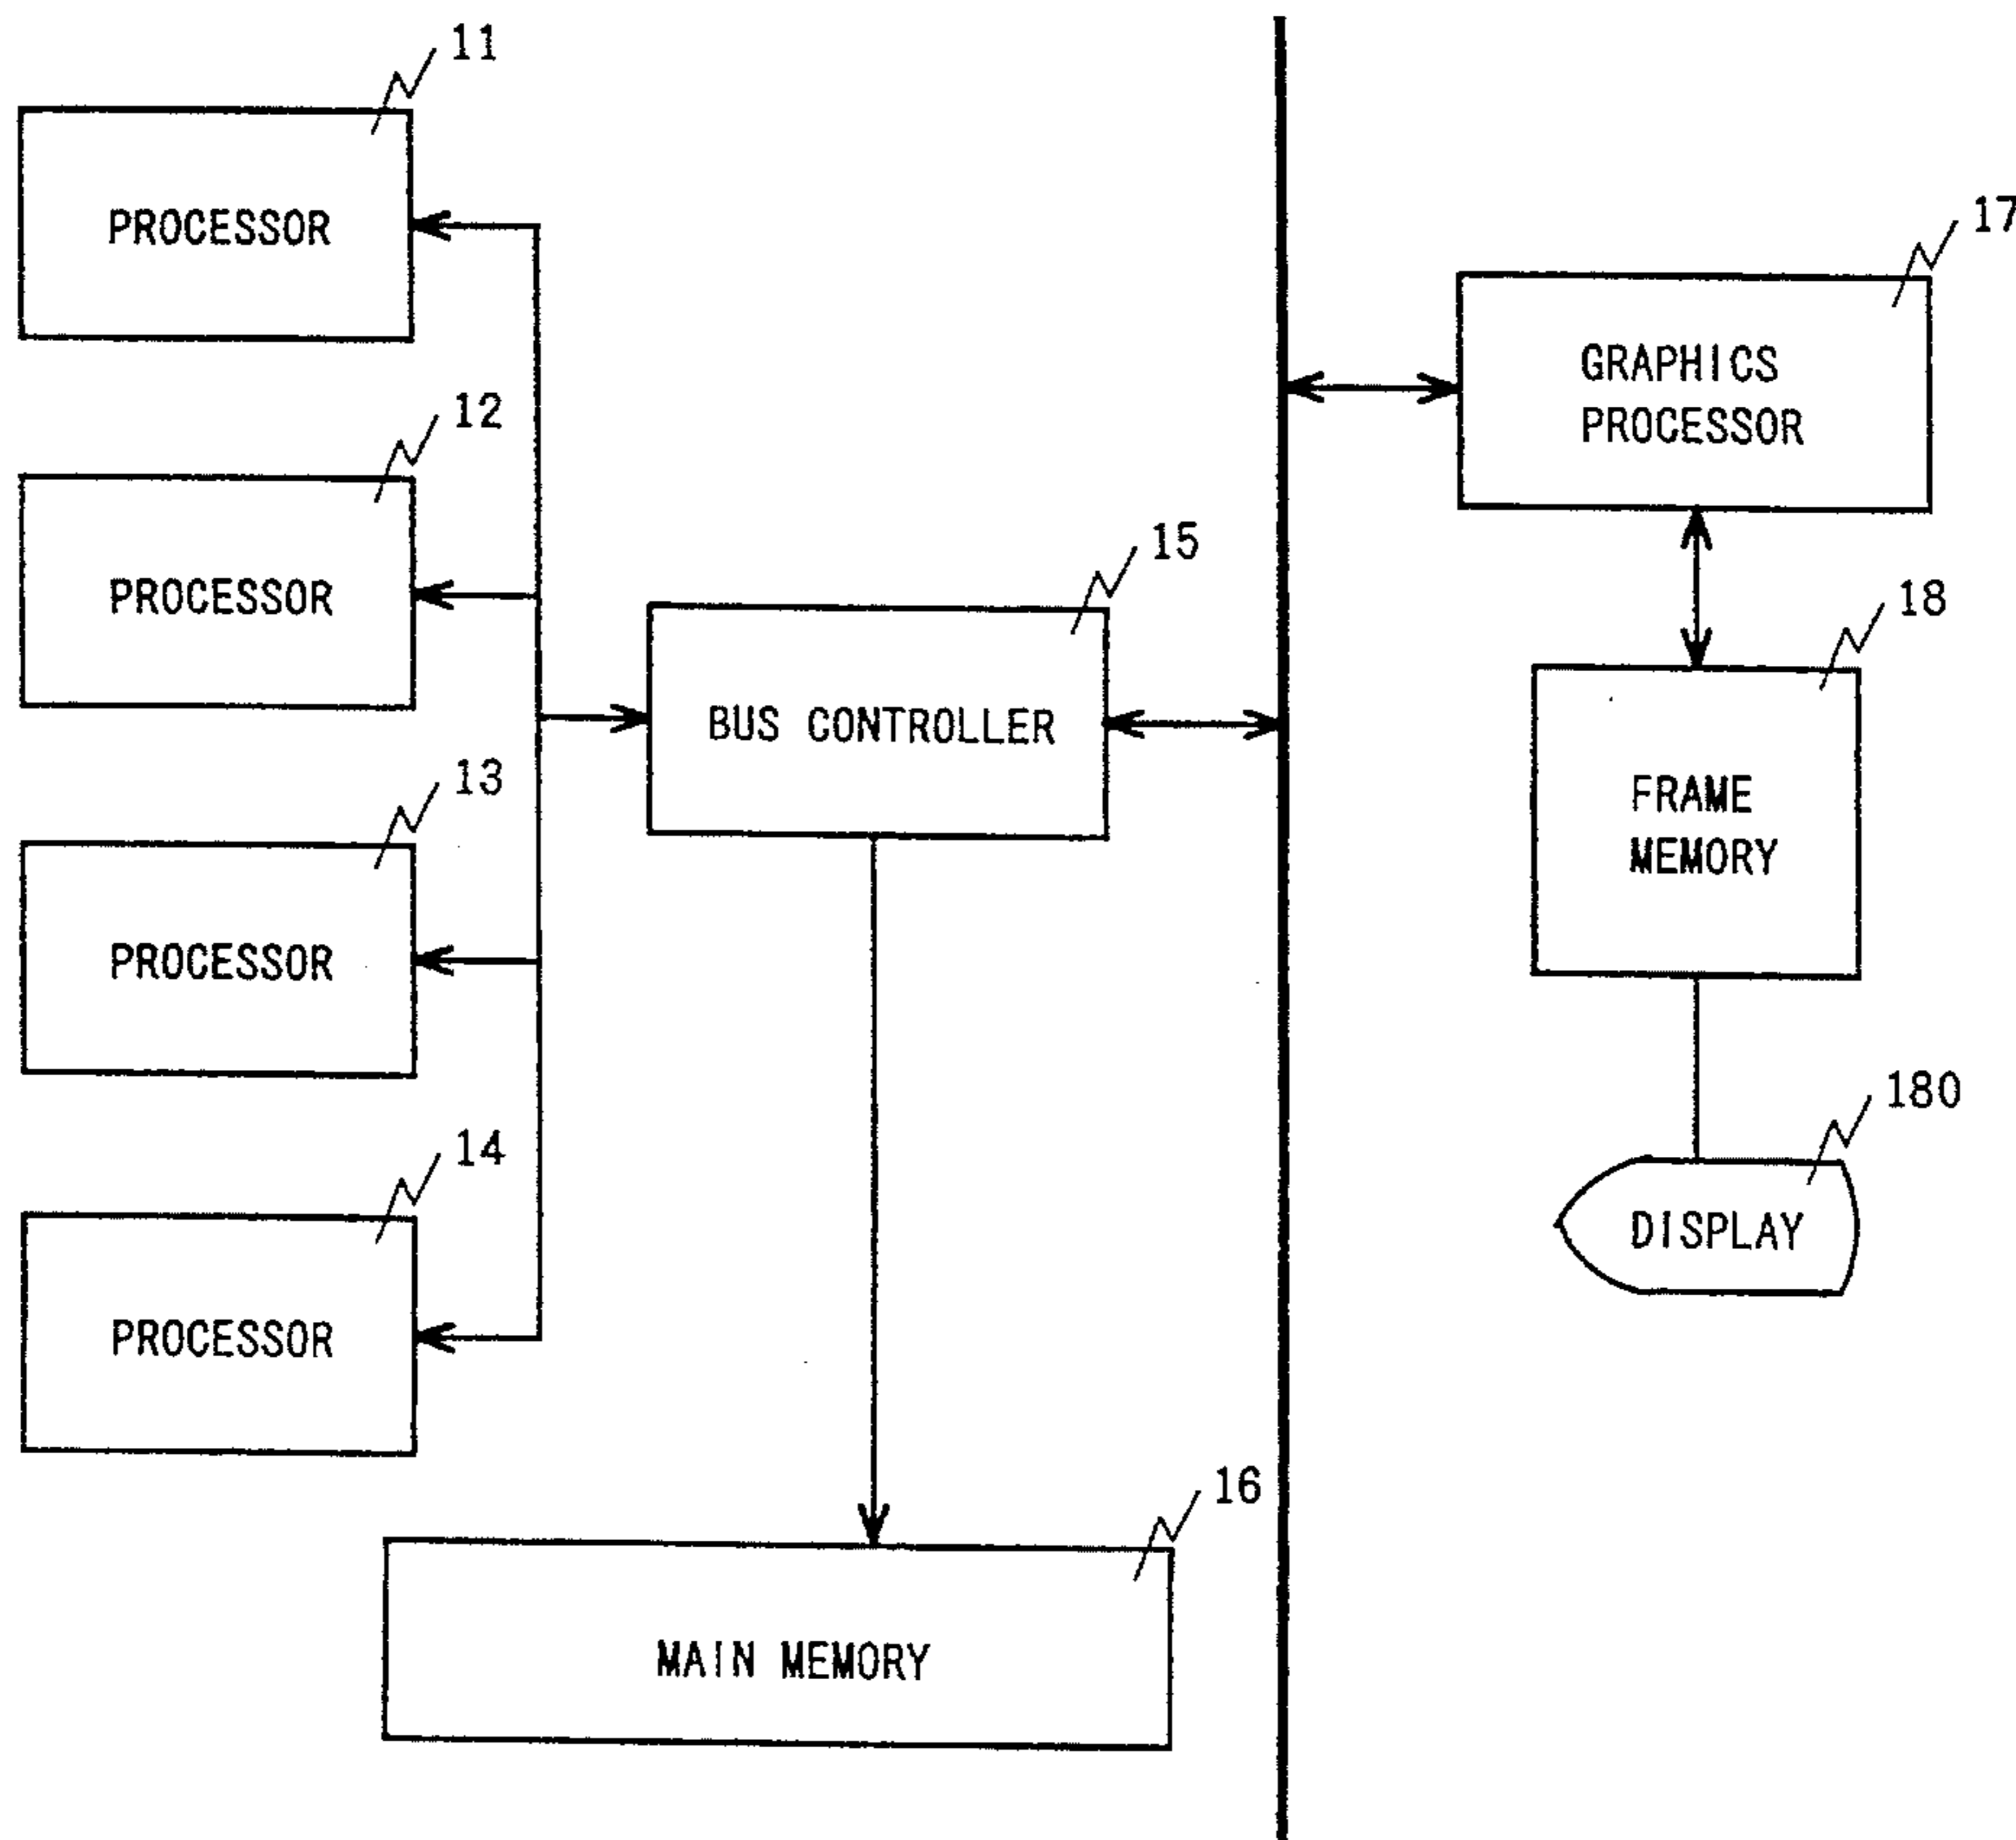 11
PROCESSOR
12
PROCESSOR
13
PROCESSOR
14
PROCESSOR
15
BUS CONTROLLER
16
MAIN MEMORY
17
GRAPHICS
PROCESSOR
18
FRAME
MEMORY
180
DISPLAY